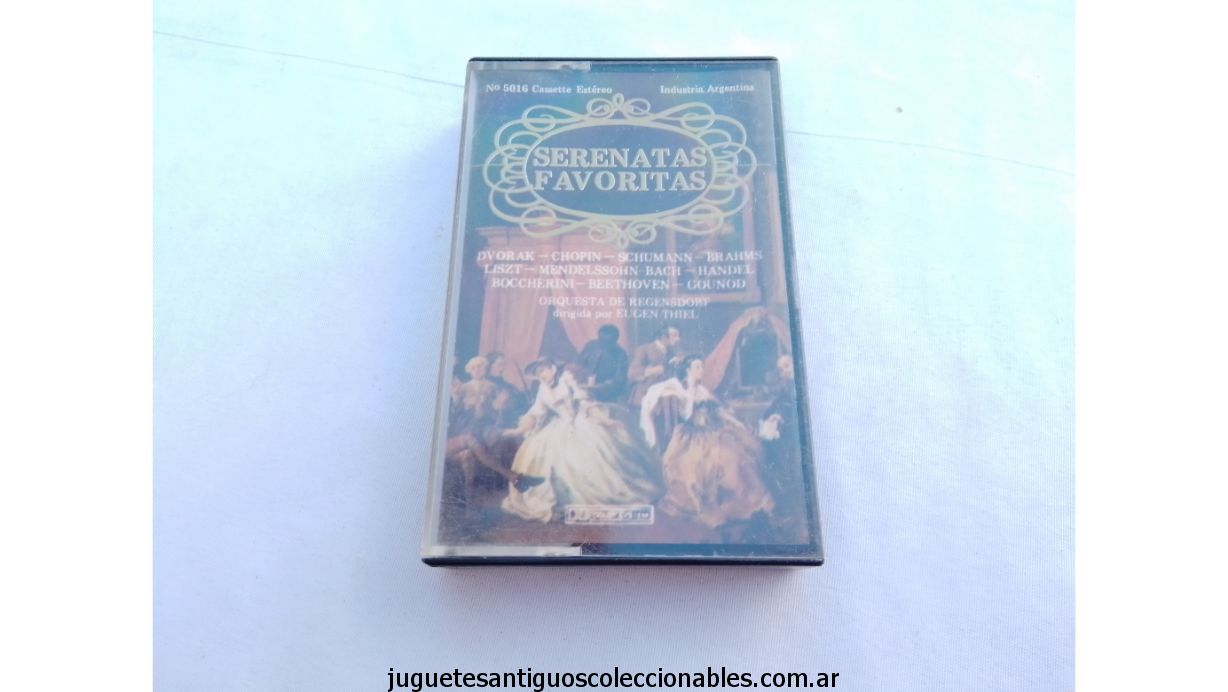 Nº 5016 Cassette Estéreo Industria Argentina
SERENATAS
FAVORITAS
DVORAK — CHOPIN — SCHUMANN — BRAHMS
LISZT — MENDELSSOHN-BACH — HANDEL
BOCCHERINI — BEETHOVEN — GOUNOD
ORQUESTA DE REGENSDORF
dirigida por EUGEN THIEL
juguetesantiguoscoleccionables.com.ar